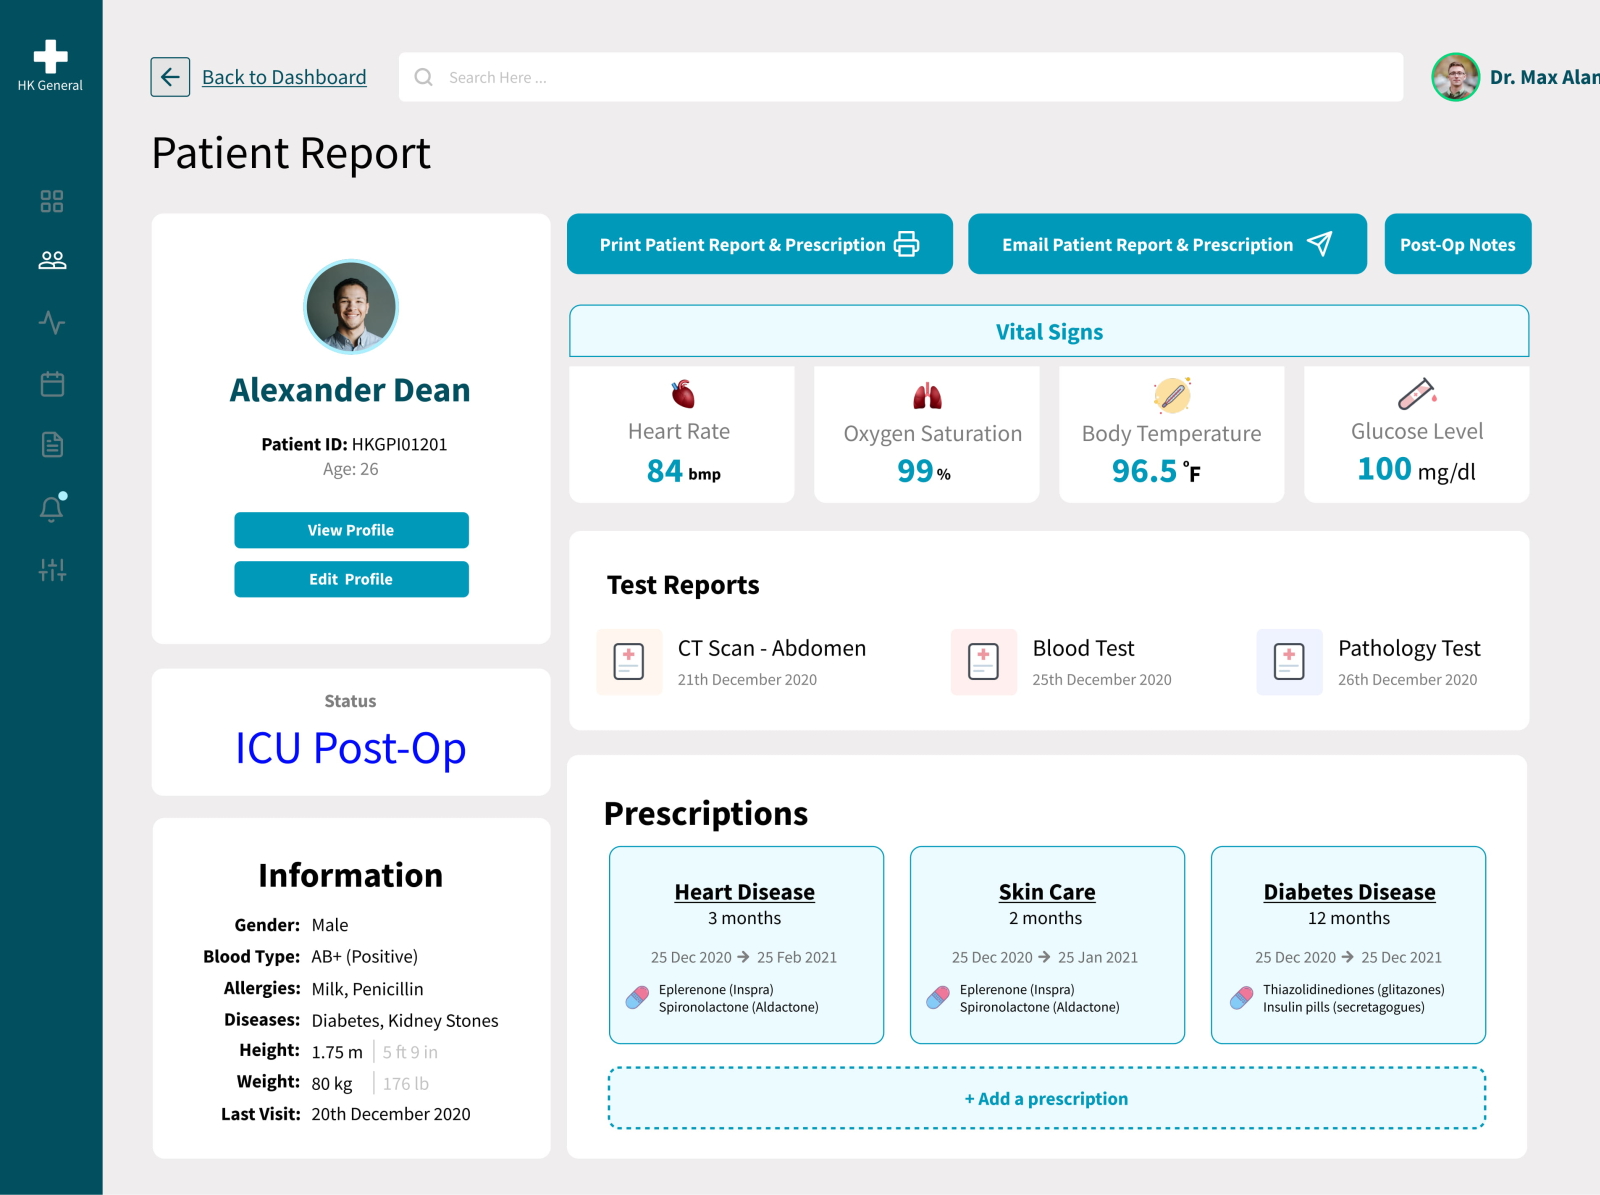 HK General
Back to Dashboard
Search Here ...
Dr. Max Alan
Patient Report
Alexander Dean
Patient ID: HKGPI01201
Age: 26
View Profile
Edit Profile
Status
ICU Post-Op
Information
Gender: Male
Blood Type: AB+ (Positive)
Allergies: Milk, Penicillin
Diseases: Diabetes, Kidney Stones
Height: 1.75 m | 5 ft 9 in
Weight: 80 kg | 176 lb
Last Visit: 20th December 2020
Print Patient Report & Prescription
Email Patient Report & Prescription
Post-Op Notes
Vital Signs
Heart Rate
84 bmp
Oxygen Saturation
99 %
Body Temperature
96.5 °F
Glucose Level
100 mg/dl
Test Reports
CT Scan - Abdomen
21th December 2020
Blood Test
25th December 2020
Pathology Test
26th December 2020
Prescriptions
Heart Disease
3 months
25 Dec 2020 → 25 Feb 2021
Eplerenone (Inspra)
Spironolactone (Aldactone)
Skin Care
2 months
25 Dec 2020 → 25 Jan 2021
Eplerenone (Inspra)
Spironolactone (Aldactone)
Diabetes Disease
12 months
25 Dec 2020 → 25 Dec 2021
Thiazolidinediones (glitazones)
Insulin pills (secretagogues)
+ Add a prescription